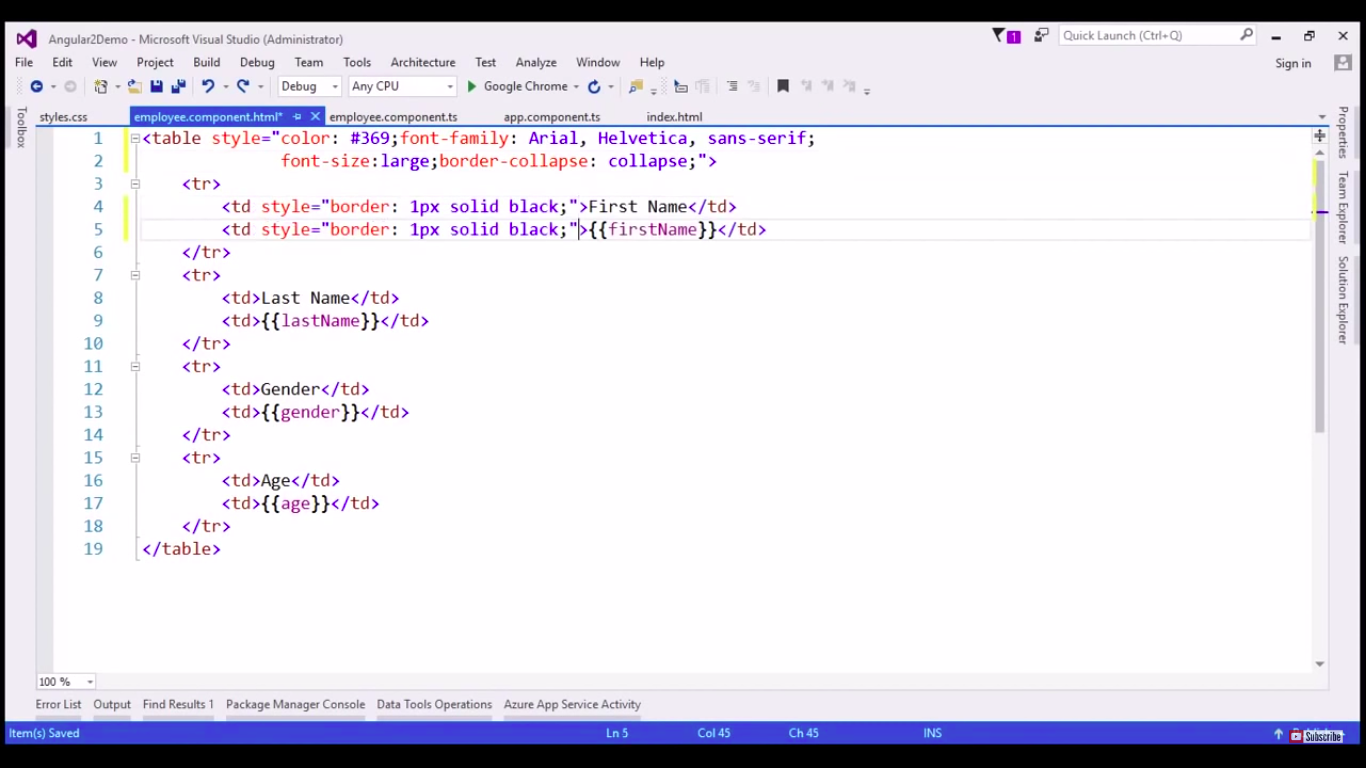 Angular2Demo - Microsoft Visual Studio (Administrator)
1
Quick Launch (Ctrl+Q)
File Edit View Project Build Debug Team Tools Architecture Test Analyze Window Help
Sign in
Debug Any CPU Google Chrome
Toolbox
styles.css employee.component.html* employee.component.ts app.component.ts index.html
1 <table style="color: #369;font-family: Arial, Helvetica, sans-serif;
2 font-size:large;border-collapse: collapse;">
3 <tr>
4 <td style="border: 1px solid black;">First Name</td>
5 <td style="border: 1px solid black;">{{firstName}}</td>
6 </tr>
7 <tr>
8 <td>Last Name</td>
9 <td>{{lastName}}</td>
10 </tr>
11 <tr>
12 <td>Gender</td>
13 <td>{{gender}}</td>
14 </tr>
15 <tr>
16 <td>Age</td>
17 <td>{{age}}</td>
18 </tr>
19 </table>
Properties
Team Explorer
Solution Explorer
100 %
Error List Output Find Results 1 Package Manager Console Data Tools Operations Azure App Service Activity
Item(s) Saved Ln 5 Col 45 Ch 45 INS
Subscribe